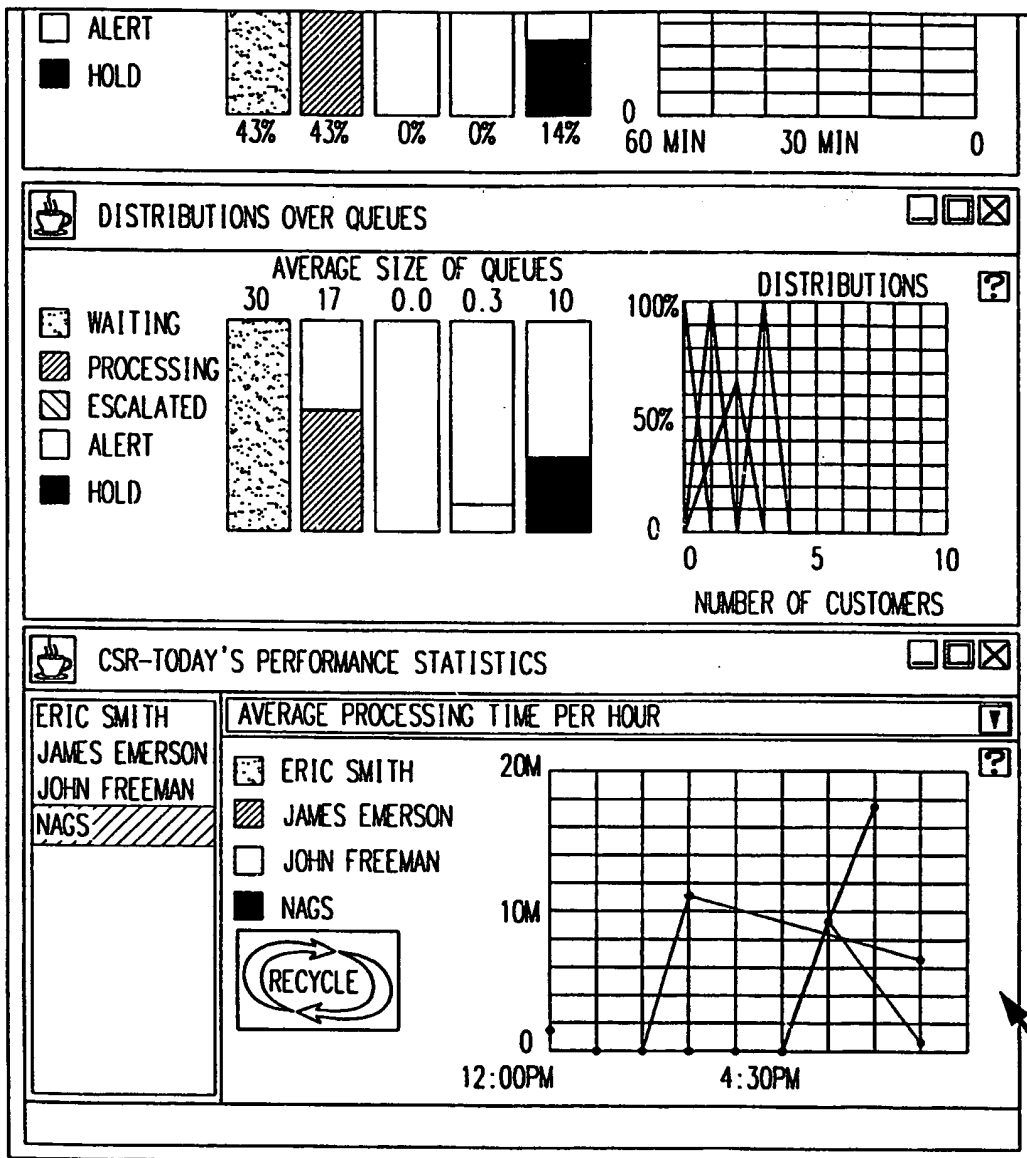 ALERT
HOLD
43% 43% 0% 0% 14%
0
60 MIN 30 MIN 0
DISTRIBUTIONS OVER QUEUES
AVERAGE SIZE OF QUEUES
30 17 0.0 0.3 10
WAITING
PROCESSING
ESCALATED
ALERT
HOLD
DISTRIBUTIONS
?
100%
50%
0
0 5 10
NUMBER OF CUSTOMERS
CSR-TODAY'S PERFORMANCE STATISTICS
ERIC SMITH
JAMES EMERSON
JOHN FREEMAN
NAGS
AVERAGE PROCESSING TIME PER HOUR
?
ERIC SMITH
JAMES EMERSON
JOHN FREEMAN
NAGS
RECYCLE
20M
10M
0
12:00PM 4:30PM